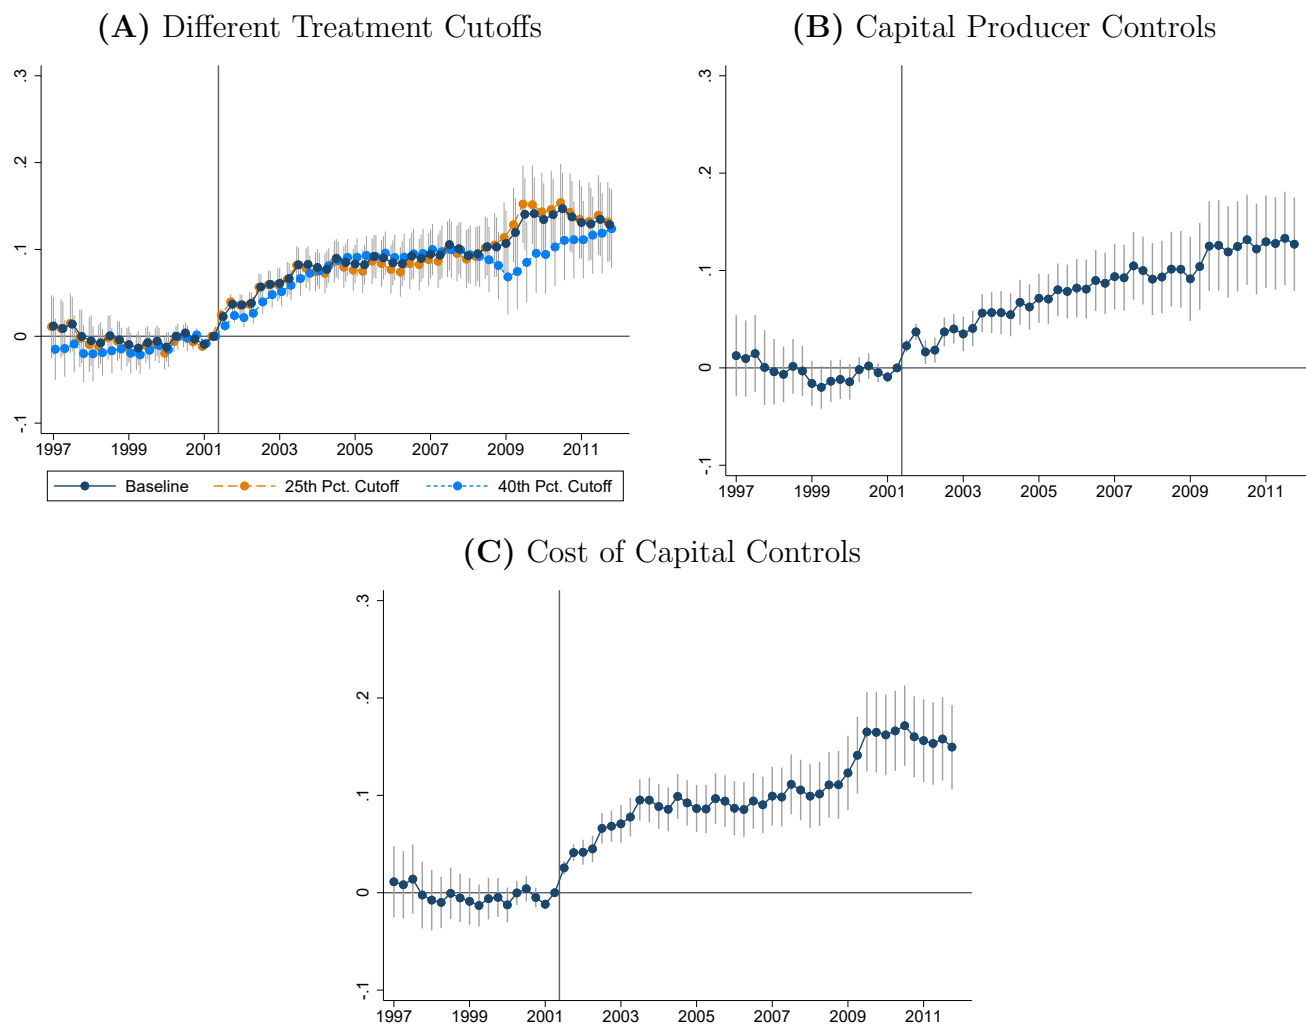 (A) Different Treatment Cutoffs
.3
.2
.1
0
-.1
1997 1999 2001 2003 2005 2007 2009 2011
Baseline 25th Pct. Cutoff 40th Pct. Cutoff
(B) Capital Producer Controls
.3
.2
.1
0
-.1
1997 1999 2001 2003 2005 2007 2009 2011
(C) Cost of Capital Controls
.3
.2
.1
0
-.1
1997 1999 2001 2003 2005 2007 2009 2011